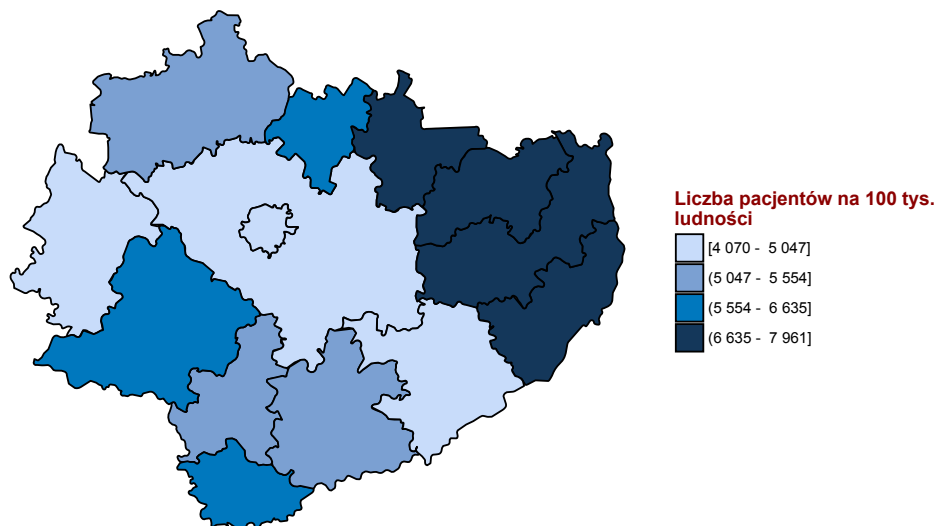 Liczba pacjentów na 100 tys.
ludności
[4 070 - 5 047]
(5 047 - 5 554]
(5 554 - 6 635]
(6 635 - 7 961]